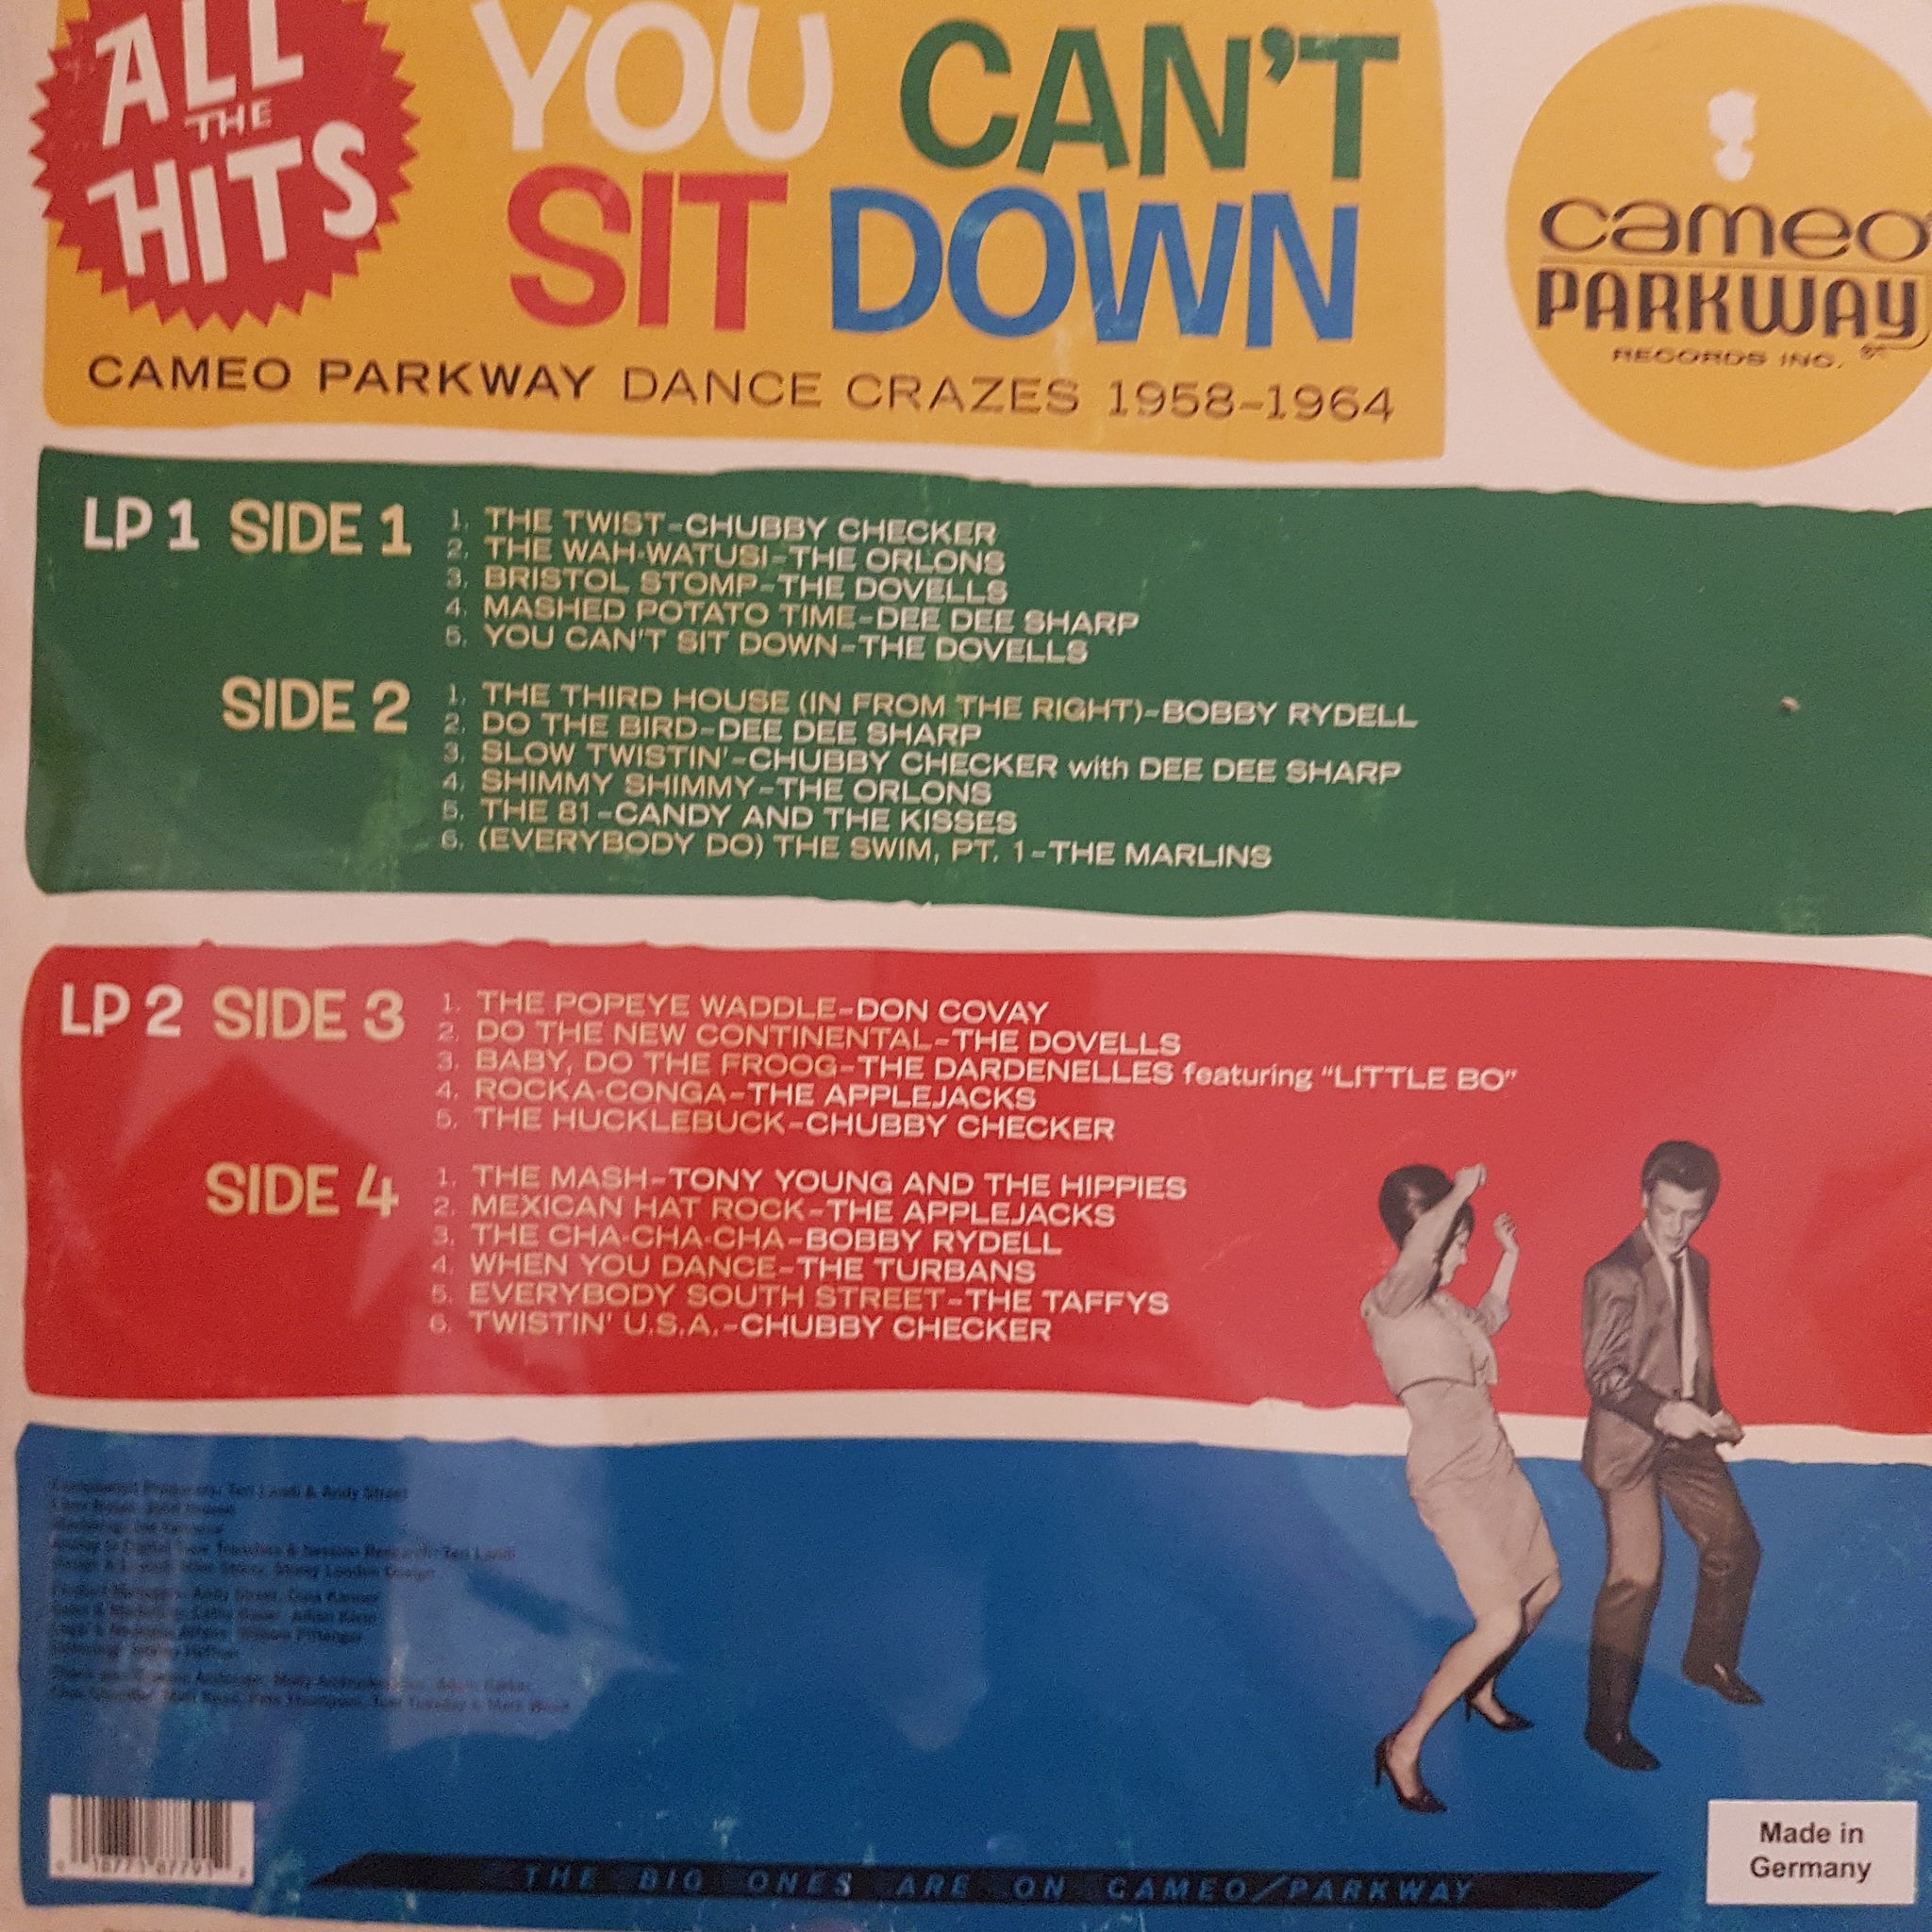 ALL
THE
HITS
YOU CAN'T
SIT DOWN
CAMEO PARKWAY DANCE CRAZES 1958-1964
cameo
PARKWAY
RECORDS INC.
LP 1 SIDE 1
1. THE TWIST-CHUBBY CHECKER
2. THE WAH-WATUSI-THE ORLONS
3. BRISTOL STOMP-THE DOVELLS
4. MASHED POTATO TIME-DEE DEE SHARP
5. YOU CAN'T SIT DOWN-THE DOVELLS
SIDE 2
1. THE THIRD HOUSE (IN FROM THE RIGHT)-BOBBY RYDELL
2. DO THE BIRD-DEE DEE SHARP
3. SLOW TWISTIN'-CHUBBY CHECKER with DEE DEE SHARP
4. SHIMMY SHIMMY-THE ORLONS
5. THE 81-CANDY AND THE KISSES
6. (EVERYBODY DO) THE SWIM, PT. 1-THE MARLINS
LP 2 SIDE 3
1. THE POPEYE WADDLE-DON COVAY
2. DO THE NEW CONTINENTAL-THE DOVELLS
3. BABY, DO THE FROOG-THE DARDENELLES featuring "LITTLE BO"
4. ROCKA-CONGA-THE APPLEJACKS
5. THE HUCKLEBUCK-CHUBBY CHECKER
SIDE 4
1. THE MASH-TONY YOUNG AND THE HIPPIES
2. MEXICAN HAT ROCK-THE APPLEJACKS
3. THE CHA-CHA-CHA-BOBBY RYDELL
4. WHEN YOU DANCE-THE TURBANS
5. EVERYBODY SOUTH STREET-THE TAFFYS
6. TWISTIN' U.S.A.-CHUBBY CHECKER
Teri Landi & Andy Street
Teri Landi
THE BIG ONES ARE ON CAMEO/PARKWAY
Made in
Germany